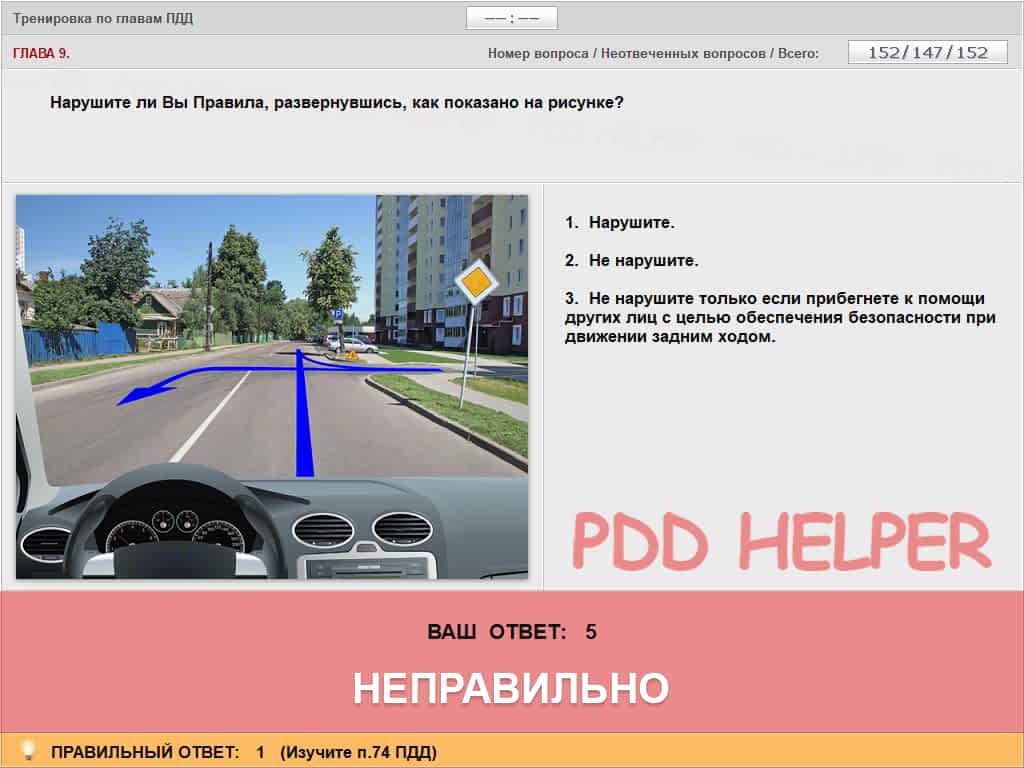 Тренировка по главам ПДД
–– : ––
ГЛАВА 9.
Номер вопроса / Неотвеченных вопросов / Всего:
152/147/152
Нарушите ли Вы Правила, развернувшись, как показано на рисунке?
1. Нарушите.
2. Не нарушите.
3. Не нарушите только если прибегнете к помощи
других лиц с целью обеспечения безопасности при
движении задним ходом.
P
PDD HELPER
ВАШ ОТВЕТ: 5
НЕПРАВИЛЬНО
ПРАВИЛЬНЫЙ ОТВЕТ: 1 (Изучите п.74 ПДД)